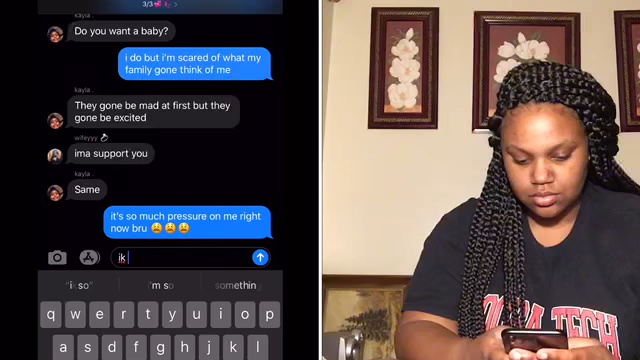 3/3
kayla
Do you want a baby?
i do but i'm scared of what my
family gone think of me
kayla
They gone be mad at first but they
gone be excited
wifeyyy
ima support you
kayla
Same
it's so much pressure on me right
now bru 😫😫😫
ik
"i so"
'm so
somethin
q w e r t y u i o p
a s d f g h j k l
TECH